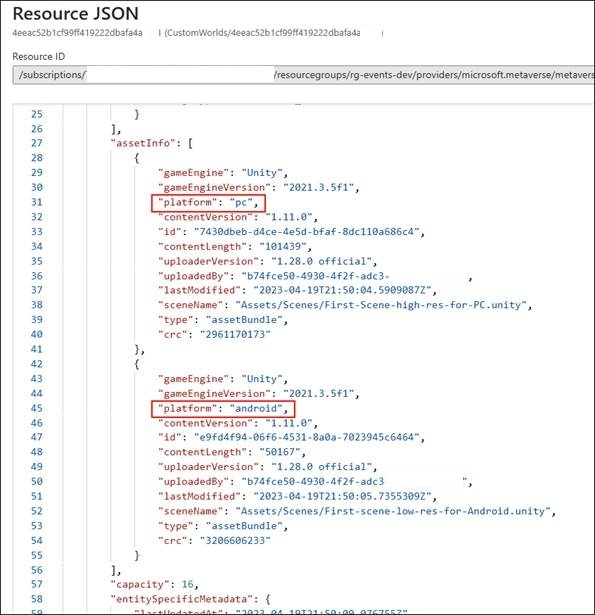 Resource JSON
4eeac52b1cf99ff419222dbafa4a 1 (CustomWorlds/4eeac52b1cf99ff419222dbafa4a )
Resource ID
/subscriptions/ /resourcegroups/rg-events-dev/providers/microsoft.metaverse/metavers
25 }
26 ],
27 "assetInfo": [
28 {
29 "gameEngine": "Unity",
30 "gameEngineVersion": "2021.3.5f1",
31 "platform": "pc",
32 "contentVersion": "1.11.0",
33 "id": "7430dbeb-d4ce-4e5d-bfaf-8dc110a686c4",
34 "contentLength": "101439",
35 "uploaderVersion": "1.28.0 official",
36 "uploadedBy": "b74fce50-4930-4f2f-adc3- ,
37 "lastModified": "2023-04-19T21:50:04.5909087Z",
38 "sceneName": "Assets/Scenes/First-Scene-high-res-for-PC.unity",
39 "type": "assetBundle",
40 "crc": "2961170173"
41 },
42 {
43 "gameEngine": "Unity",
44 "gameEngineVersion": "2021.3.5f1",
45 "platform": "android",
46 "contentVersion": "1.11.0",
47 "id": "e9fd4f94-06f6-4531-8a0a-7023945c6464",
48 "contentLength": "50167",
49 "uploaderVersion": "1.28.0 official",
50 "uploadedBy": "b74fce50-4930-4f2f-adc3 ",
51 "lastModified": "2023-04-19T21:50:05.7355309Z",
52 "sceneName": "Assets/Scenes/First-scene-low-res-for-Android.unity",
53 "type": "assetBundle",
54 "crc": "3206606233"
55 }
56 ],
57 "capacity": 16,
58 "entitySpecificMetadata": {
59 "lastUpdatedAt": "2023-04-19T21:50:09.0767557